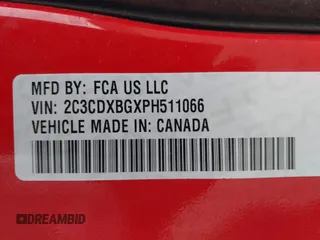 MFD BY: FCA US LLC
VIN: 2C3CDXBGXPH511066
VEHICLE MADE IN: CANADA
DREAMBID